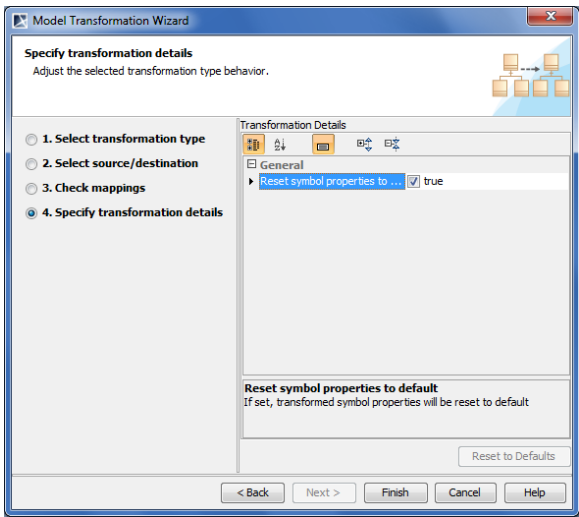 Model Transformation Wizard
Specify transformation details
Adjust the selected transformation type behavior.
1. Select transformation type
2. Select source/destination
3. Check mappings
4. Specify transformation details
Transformation Details
General
Reset symbol properties to ... true
Reset symbol properties to default
If set, transformed symbol properties will be reset to default
Reset to Defaults
< Back Next > Finish Cancel Help